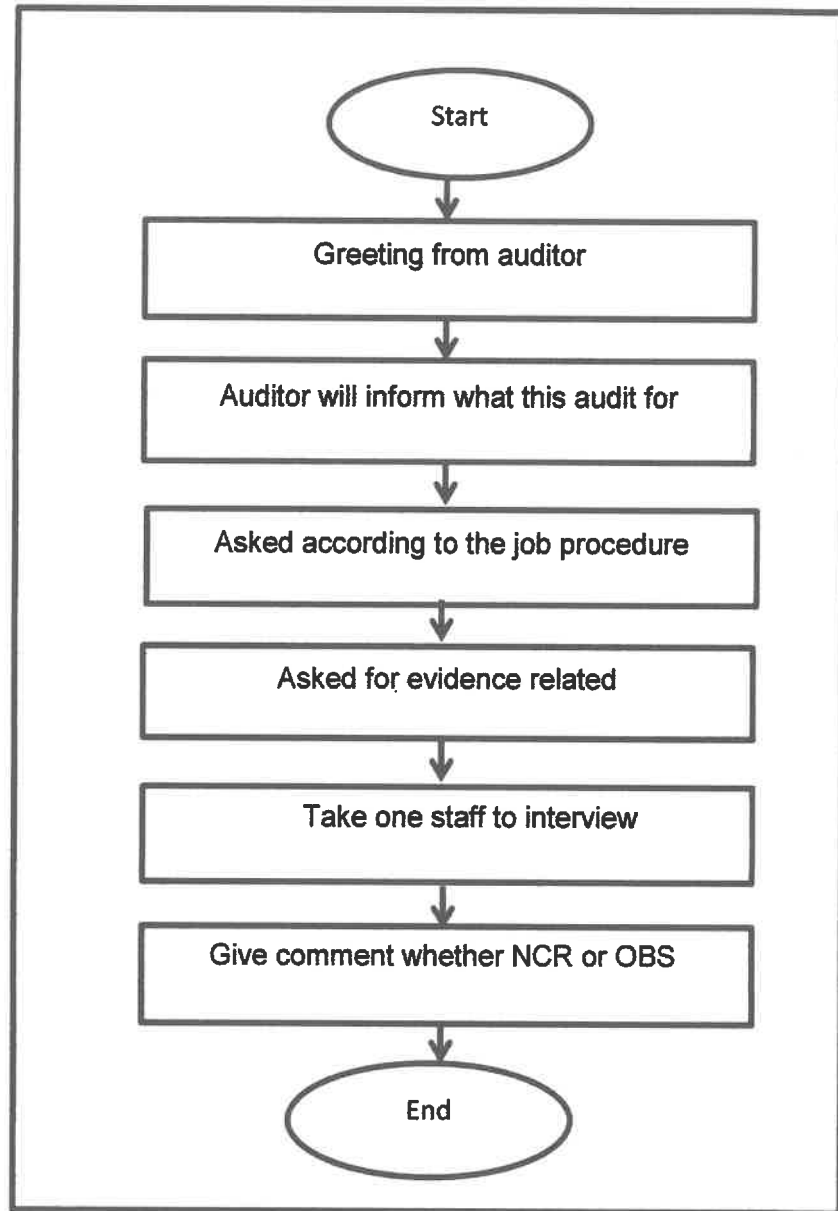 Start
Greeting from auditor
Auditor will inform what this audit for
Asked according to the job procedure
Asked for evidence related
Take one staff to interview
Give comment whether NCR or OBS
End